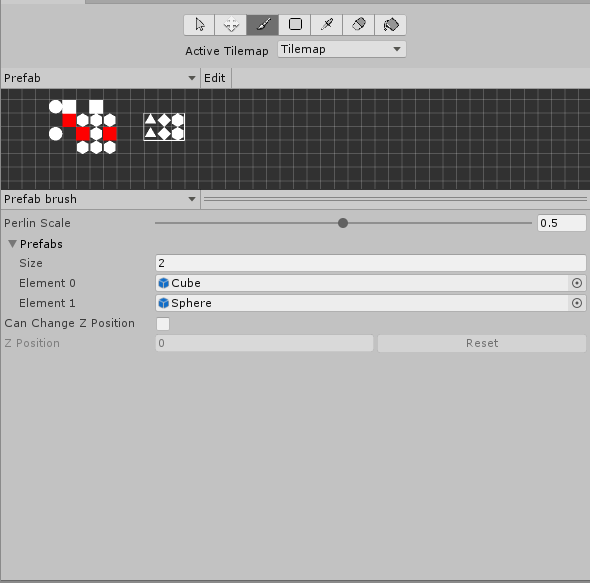 Active Tilemap Tilemap
Prefab Edit
Prefab brush
Perlin Scale 0.5
Prefabs
Size 2
Element 0 Cube
Element 1 Sphere
Can Change Z Position
Z Position 0 Reset